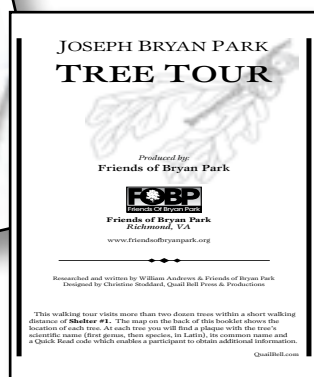 JOSEPH BRYAN PARK
TREE TOUR
Produced by:
Friends of Bryan Park
FOBP
Friends Of Bryan Park
Friends of Bryan Park
Richmond, VA
www.friendsofbryanpark.org
Researched and written by William Andrews & Friends of Bryan Park
Designed by Christine Stoddard, Quail Bell Press & Productions
This walking tour visits more than two dozen trees within a short walking
distance of Shelter #1. The map on the back of this booklet shows the
location of each tree. At each tree you will find a plaque with the tree's
scientific name (first genus, then species, in Latin), its common name and
a Quick Read code which enables a participant to obtain additional information.
QuailBell.com